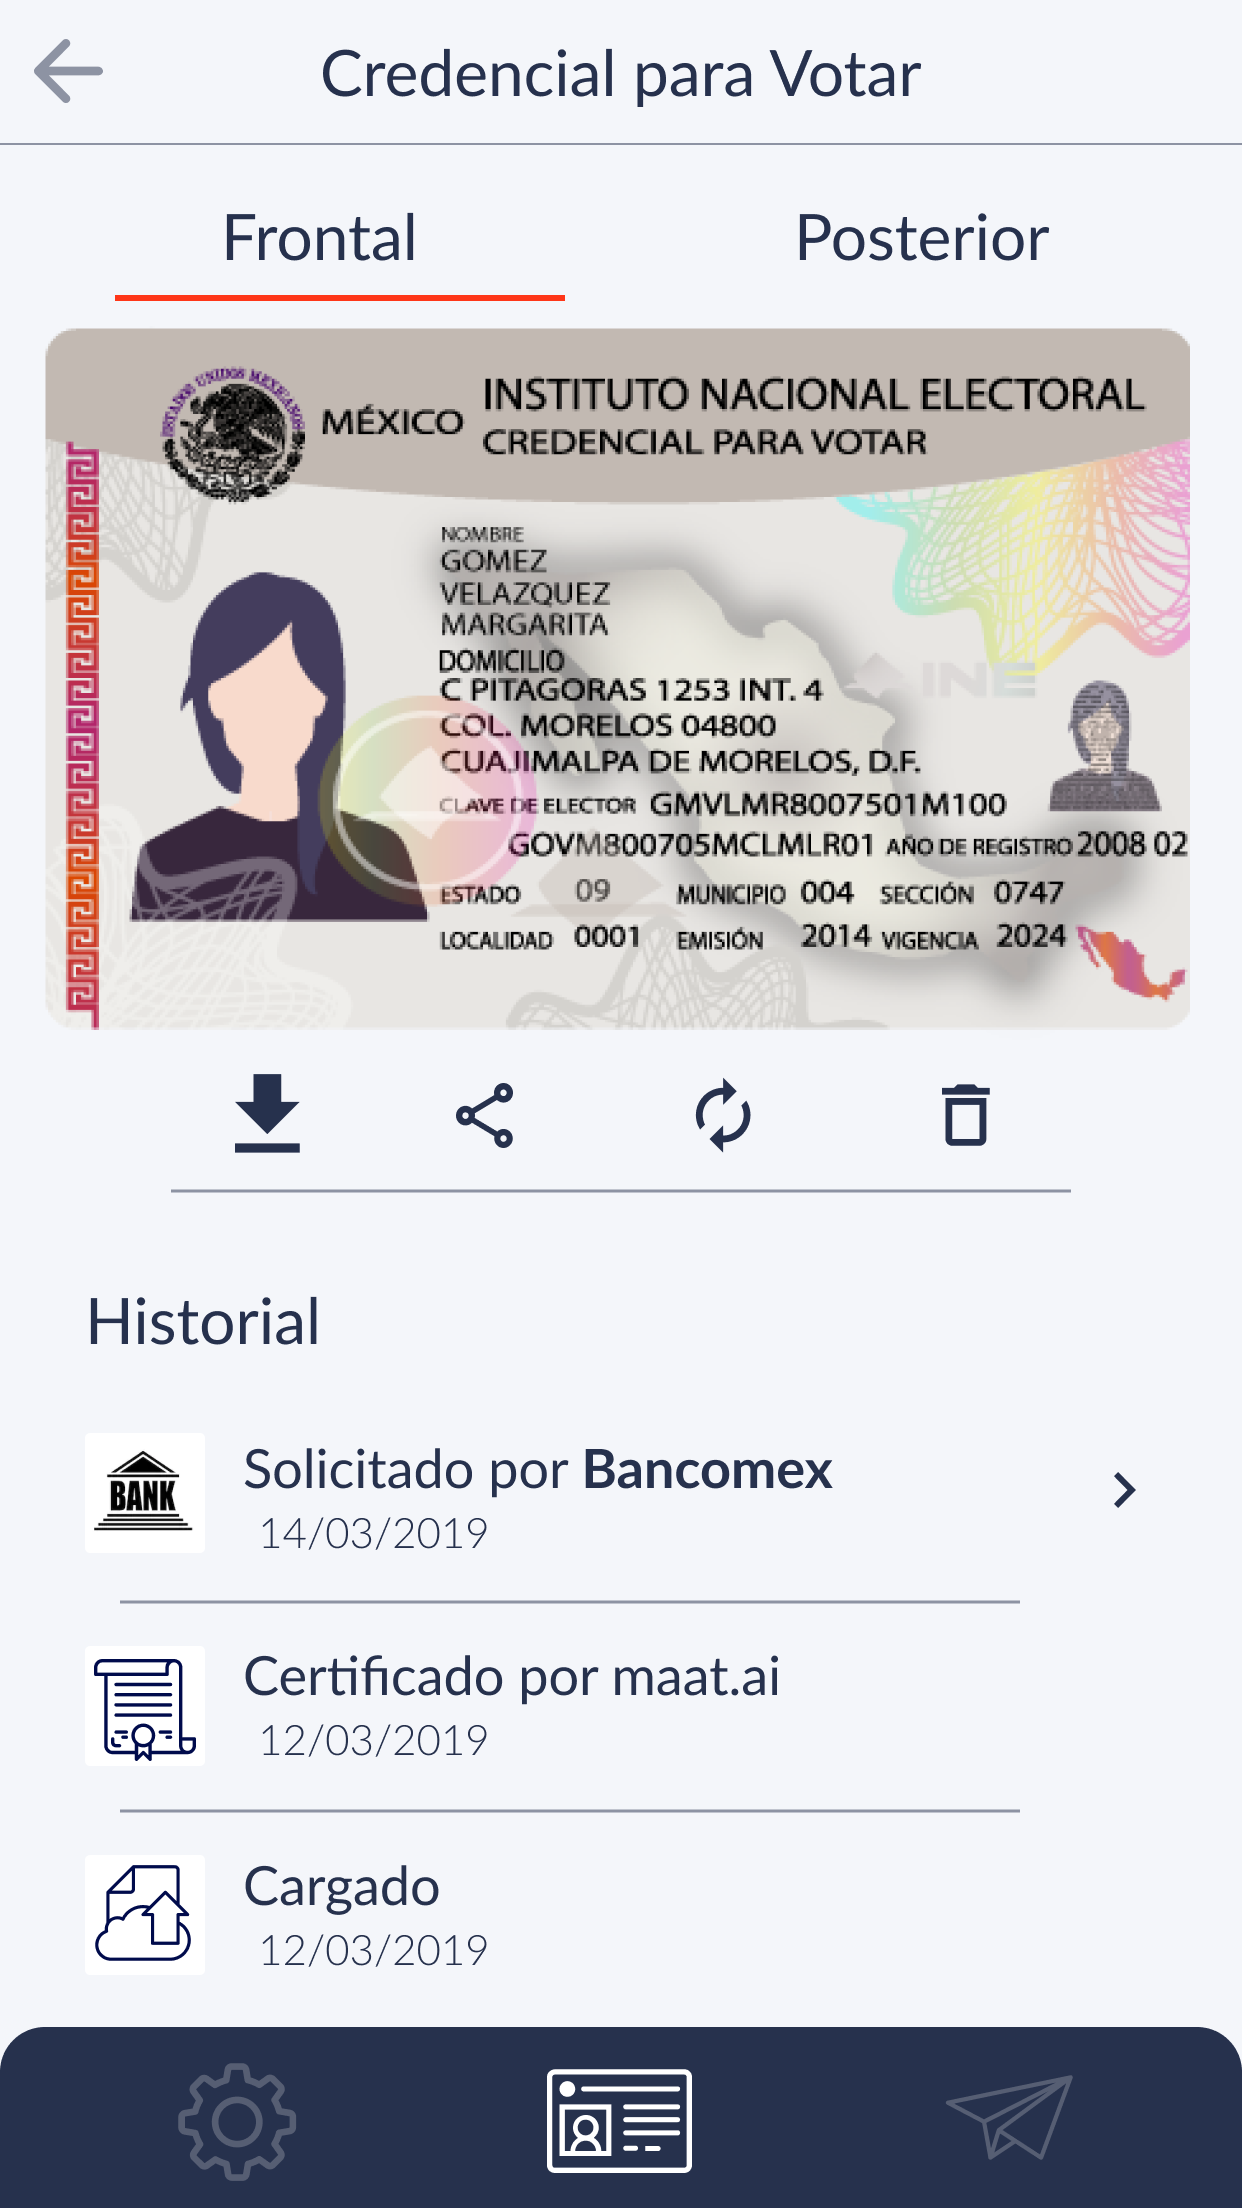 Credencial para Votar
Frontal
Posterior
ESTADOS UNIDOS MEXICANOS
MÉXICO
INSTITUTO NACIONAL ELECTORAL
CREDENCIAL PARA VOTAR
NOMBRE
GOMEZ
VELAZQUEZ
MARGARITA
DOMICILIO
C PITAGORAS 1253 INT. 4
COL. MORELOS 04800
CUAJIMALPA DE MORELOS, D.F.
INE
CLAVE DE ELECTOR GMVLMR8007501M100
GOVM800705MCLMLR01 AÑO DE REGISTRO 2008 02
ESTADO 09 MUNICIPIO 004 SECCIÓN 0747
LOCALIDAD 0001 EMISIÓN 2014 VIGENCIA 2024
Historial
BANK
Solicitado por Bancomex
14/03/2019
Certificado por maat.ai
12/03/2019
Cargado
12/03/2019